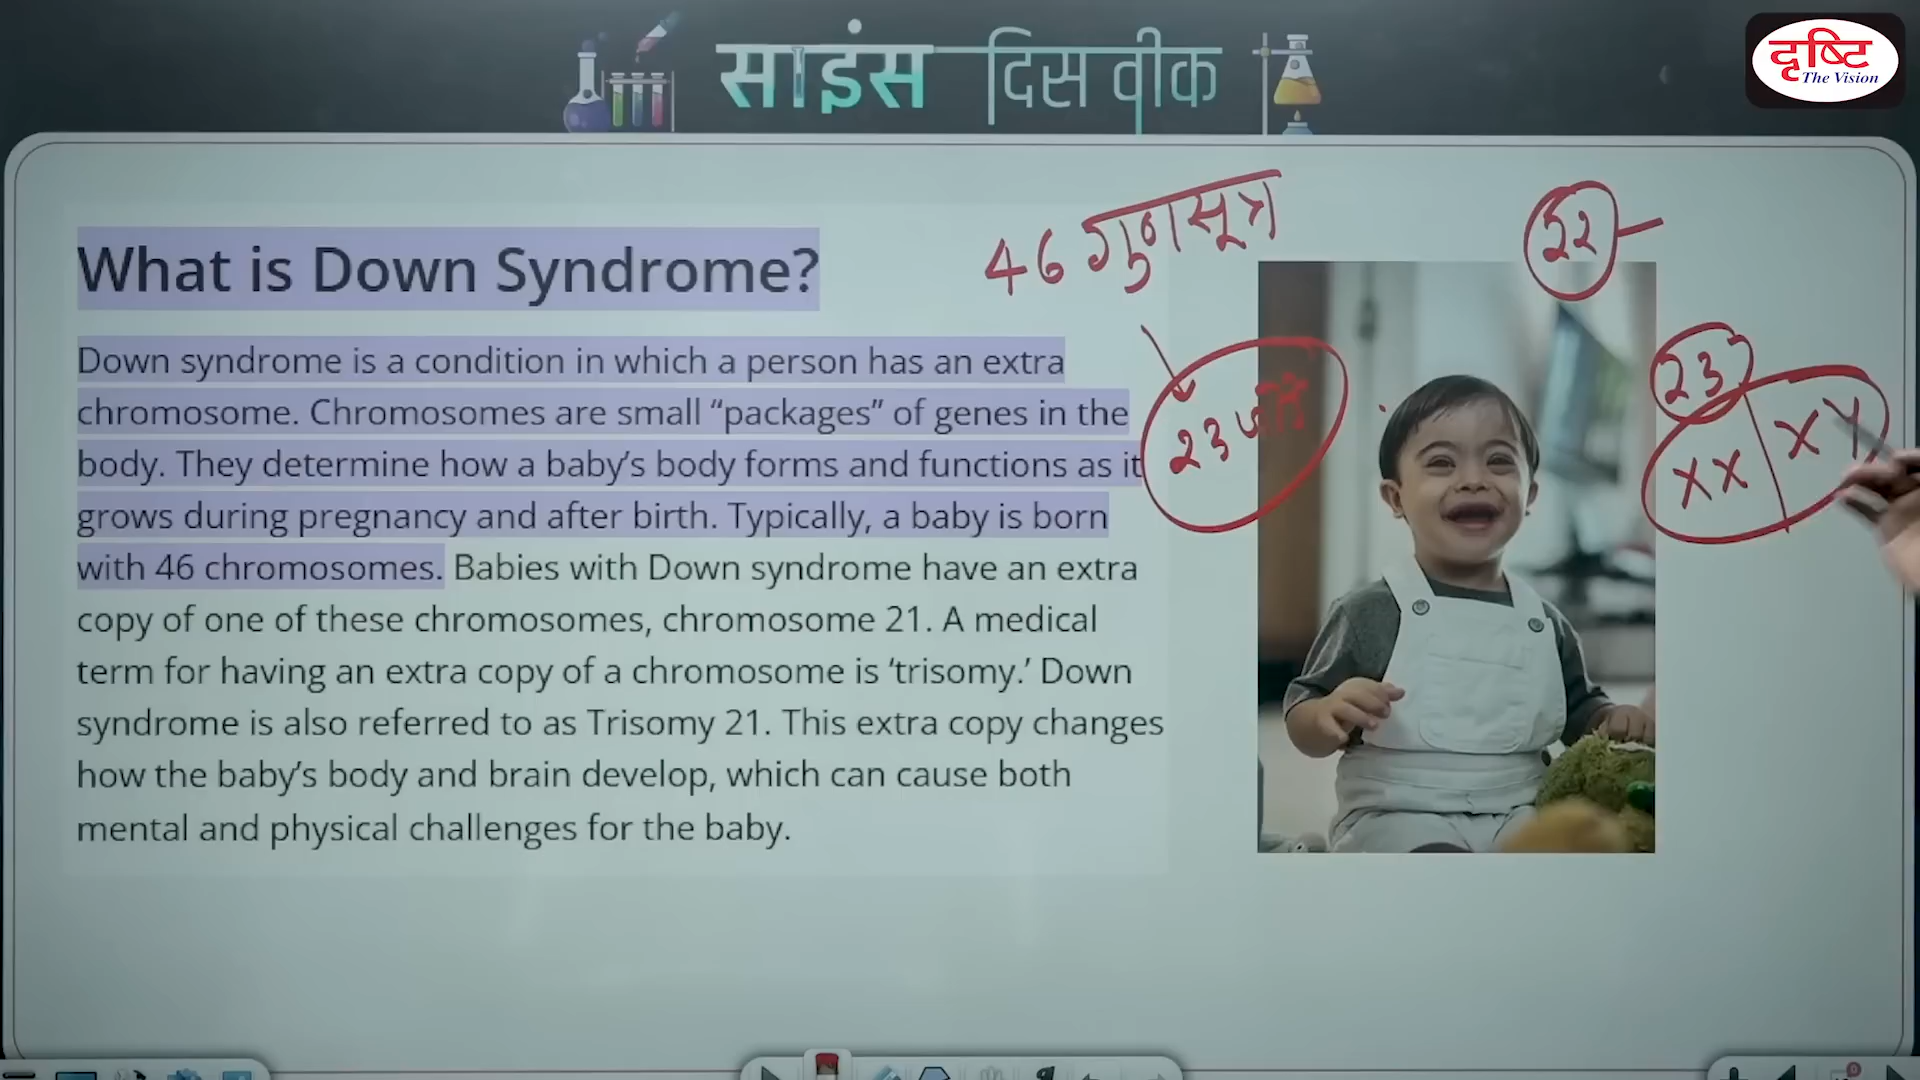 साइंस दिस वीक
दृष्टि
The Vision
What is Down Syndrome?
Down syndrome is a condition in which a person has an extra
chromosome. Chromosomes are small “packages” of genes in the
body. They determine how a baby’s body forms and functions as it
grows during pregnancy and after birth. Typically, a baby is born
with 46 chromosomes. Babies with Down syndrome have an extra
copy of one of these chromosomes, chromosome 21. A medical
term for having an extra copy of a chromosome is ‘trisomy.’ Down
syndrome is also referred to as Trisomy 21. This extra copy changes
how the baby’s body and brain develop, which can cause both
mental and physical challenges for the baby.
46 गुणसूत्र
23
22
23
XX XY